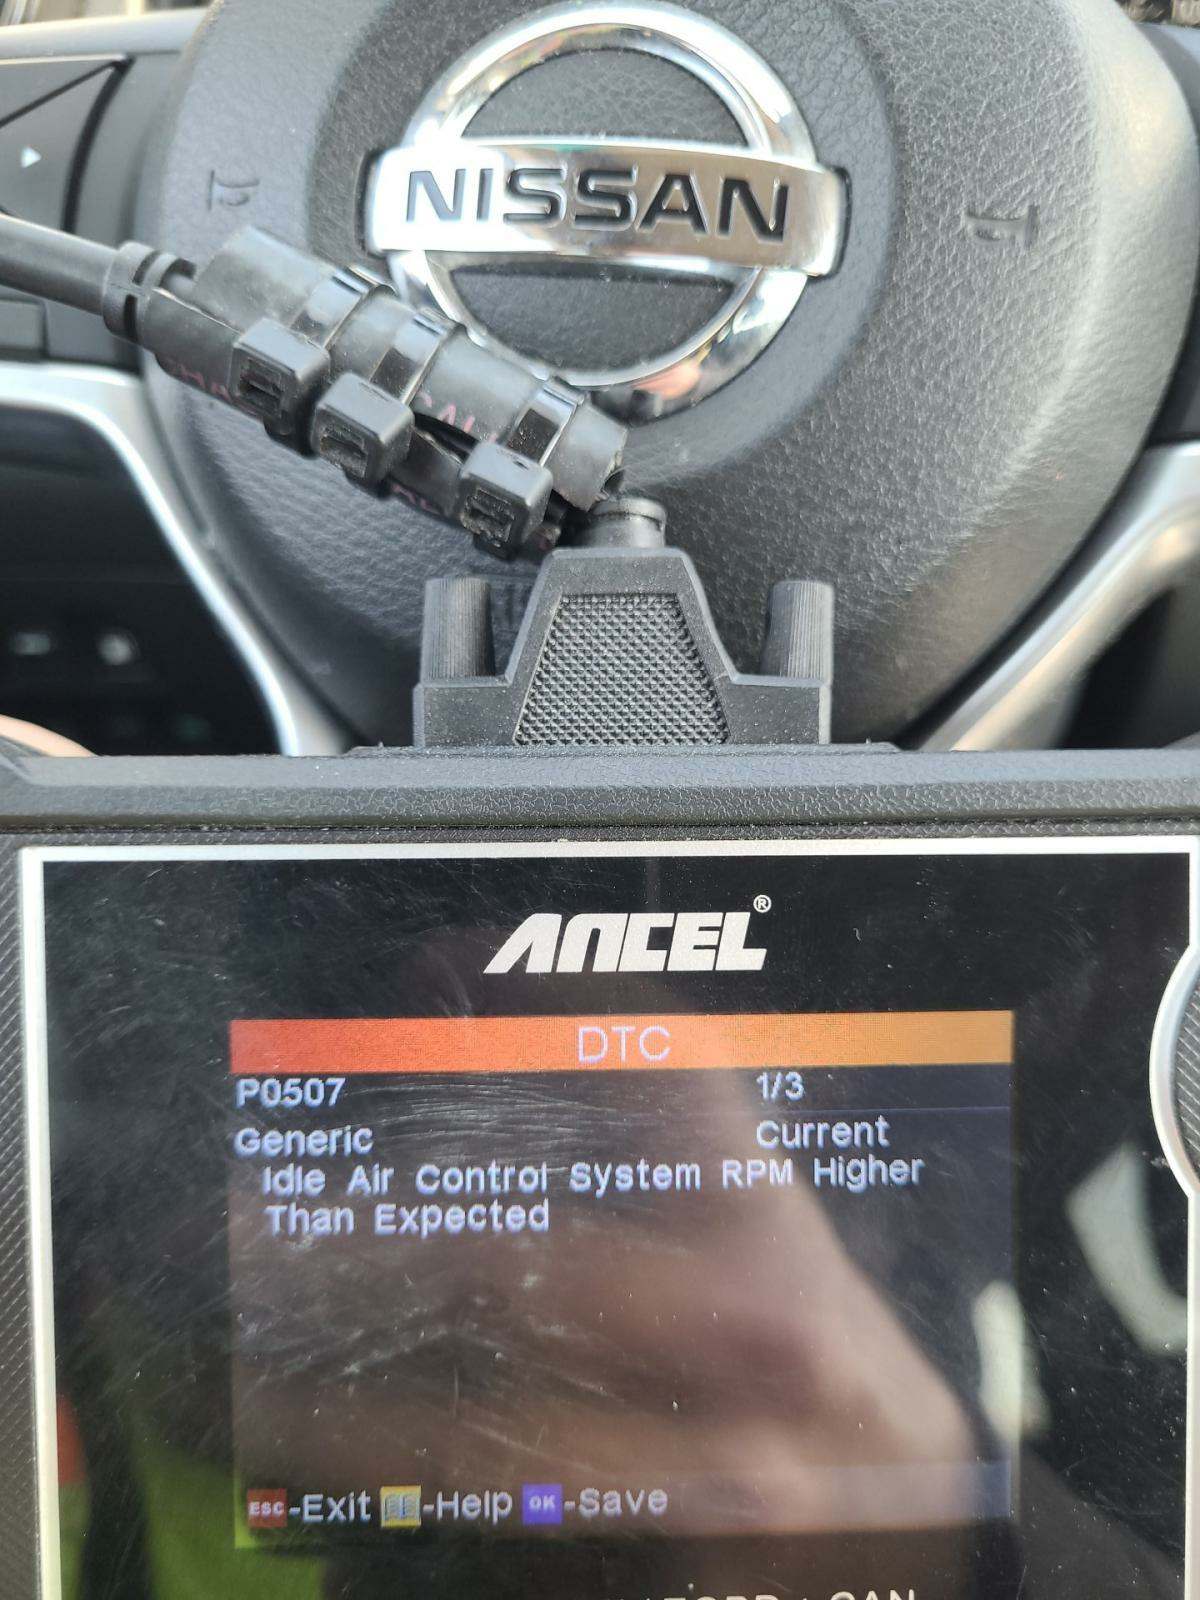 NISSAN
ANCEL®
DTC
P0507 1/3
Generic Current
Idle Air Control System RPM Higher
Than Expected
ESC-Exit -Help OK-Save